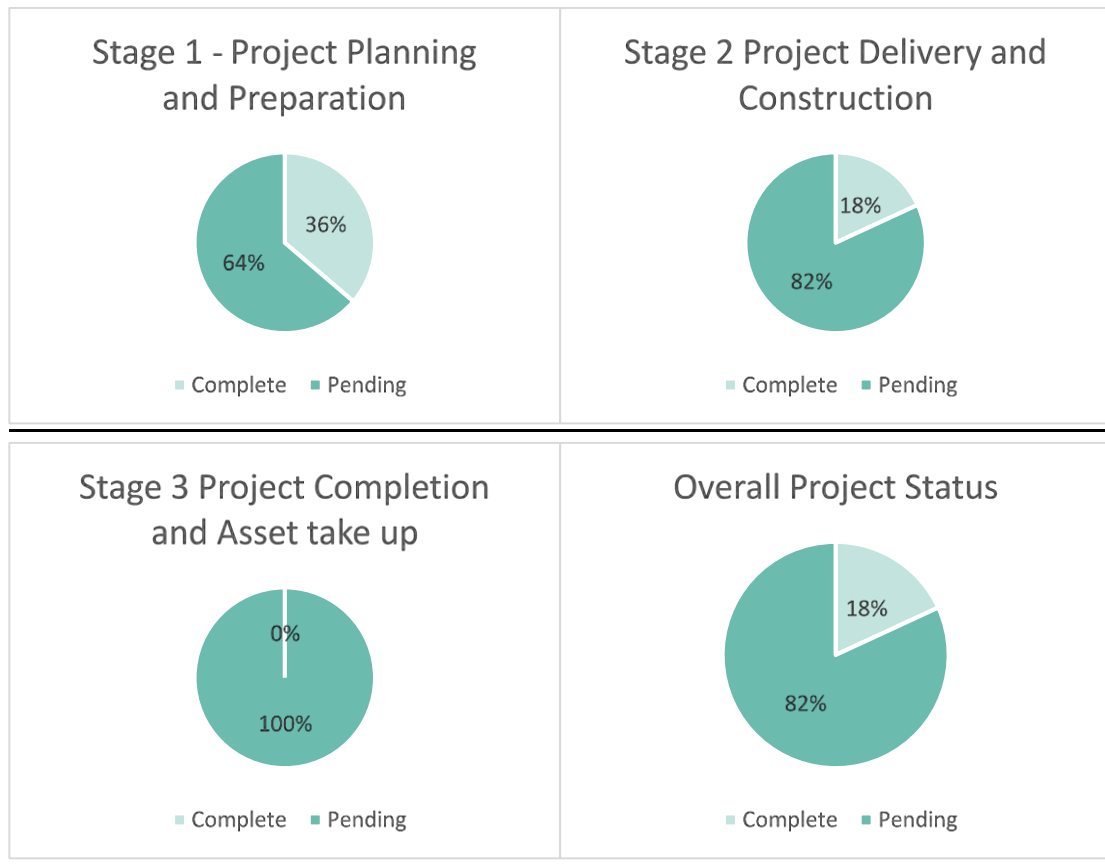 Stage 1 - Project Planning
and Preparation
36%
64%
Complete Pending
Stage 2 Project Delivery and
Construction
18%
82%
Complete Pending
Stage 3 Project Completion
and Asset take up
0%
100%
Complete Pending
Overall Project Status
18%
82%
Complete Pending